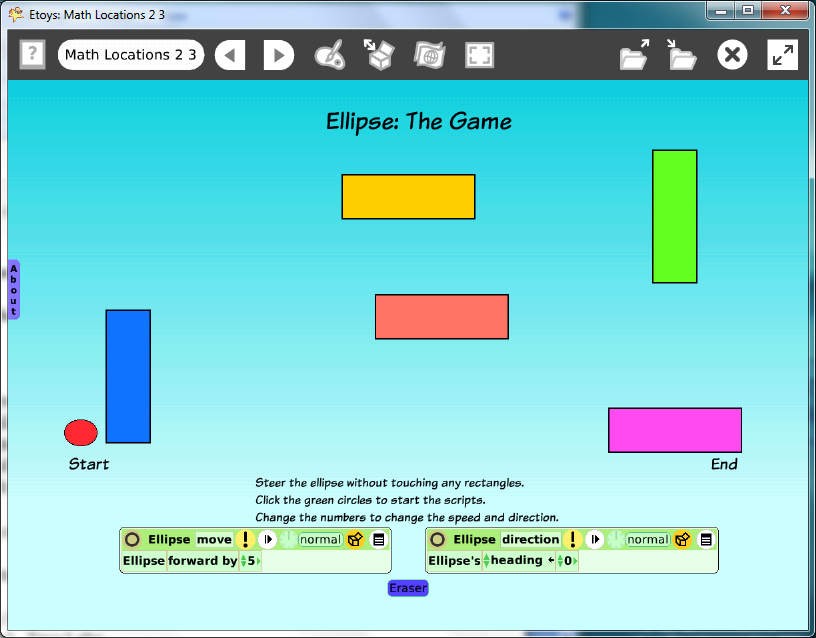 Etoys: Math Locations 2 3
? Math Locations 2 3
Ellipse: The Game
About
Start
End
Steer the ellipse without touching any rectangles.
Click the green circles to start the scripts.
Change the numbers to change the speed and direction.
Ellipse move ! normal
Ellipse forward by 5
Ellipse direction ! normal
Ellipse's heading ← 0
Eraser